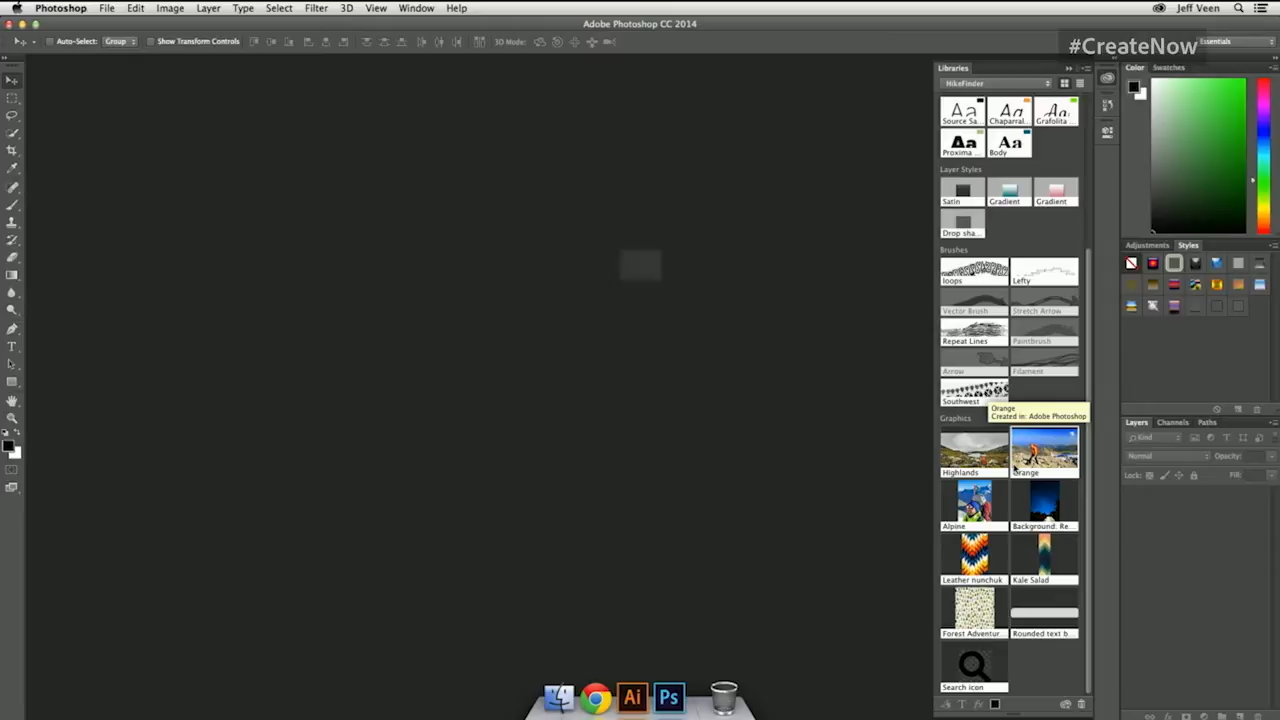 Photoshop File Edit Image Layer Type Select Filter 3D View Window Help Jeff Veen
Adobe Photoshop CC 2014
Auto-Select: Group Show Transform Controls 3D Mode: #CreateNow Essentials
Libraries
Color Swatches
HikeFinder
Aa Aa Aa
Source Sa... Chaparral... Grafolita ...
Aa Aa
Proxima ... Body
Layer Styles
Satin Gradient Gradient
Drop sha...
Adjustments Styles
Brushes
loops Lefty
Vector Brush Stretch Arrow
Repeat Lines Paintbrush
Arrow Filament
Southwest
Orange
Created in: Adobe Photoshop
Graphics
Layers Channels Paths
Kind
Normal Opacity:
Highlands Orange
Lock: Fill:
Alpine Background. Re...
Leather nunchuk Kale Salad
Forest Adventur... Rounded text b...
Search icon
Ai Ps